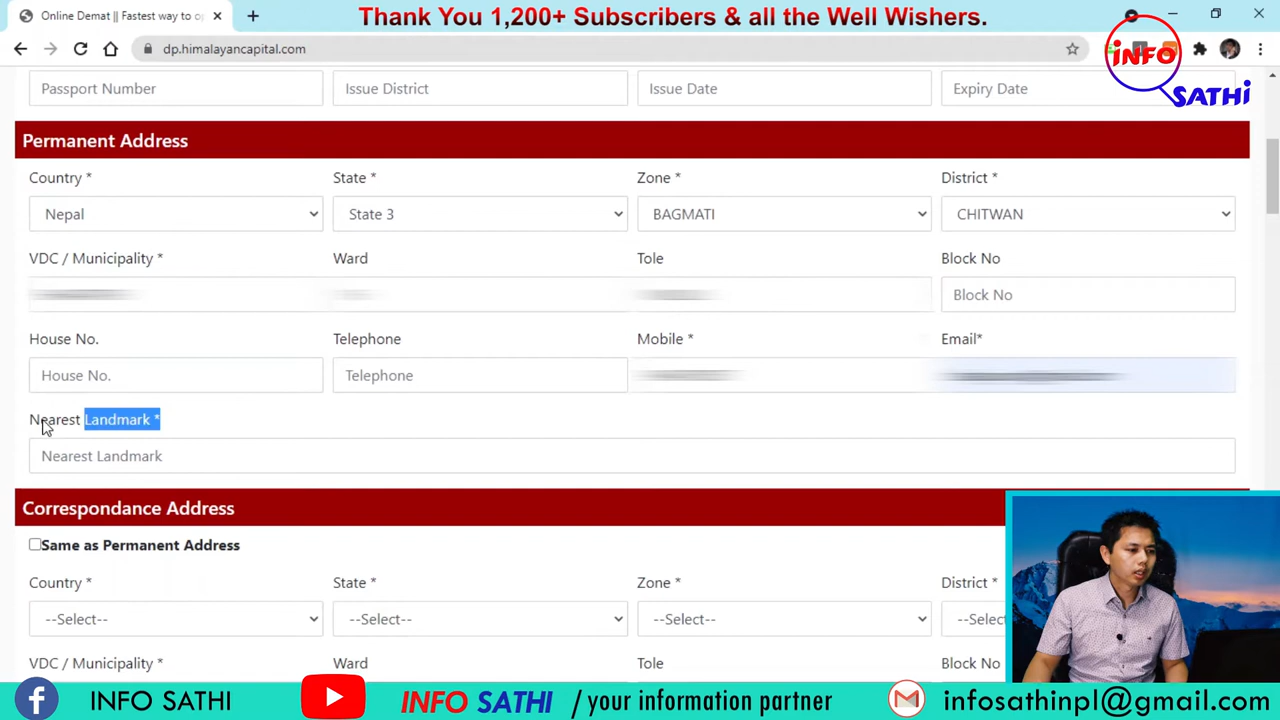 Online Demat || Fastest way to op
Thank You 1,200+ Subscribers & all the Well Wishers.
dp.himalayancapital.com
INFO
SATHI
Passport Number
Issue District
Issue Date
Expiry Date
Permanent Address
Country *
State *
Zone *
District *
Nepal
State 3
BAGMATI
CHITWAN
VDC / Municipality *
Ward
Tole
Block No
Block No
House No.
Telephone
Mobile *
Email*
House No.
Telephone
Nearest Landmark *
Nearest Landmark
Correspondance Address
Same as Permanent Address
Country *
State *
Zone *
District *
--Select--
--Select--
--Select--
--Selec
VDC / Municipality *
Ward
Tole
Block No
INFO SATHI
INFO SATHI / your information partner
infosathinpl@gmail.com